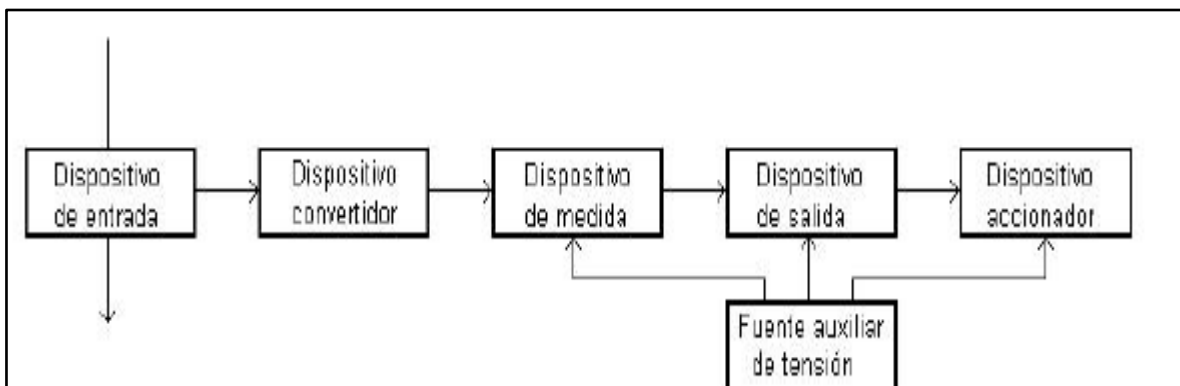 Dispositivo
de entrada
Dispositivo
convertidor
Dispositivo
de medida
Dispositivo
de salida
Dispositivo
accionador
Fuente auxiliar
de tensión